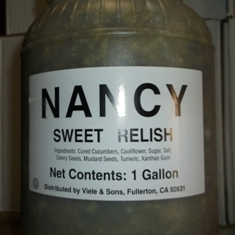 NANCY
SWEET RELISH
Ingredients: Cured Cucumbers, Cauliflower, Sugar, Salt,
Celery Seeds, Mustard Seeds, Tumeric, Xanthan Gum
Net Contents: 1 Gallon
Distributed by Viele & Sons, Fullerton, CA 92631